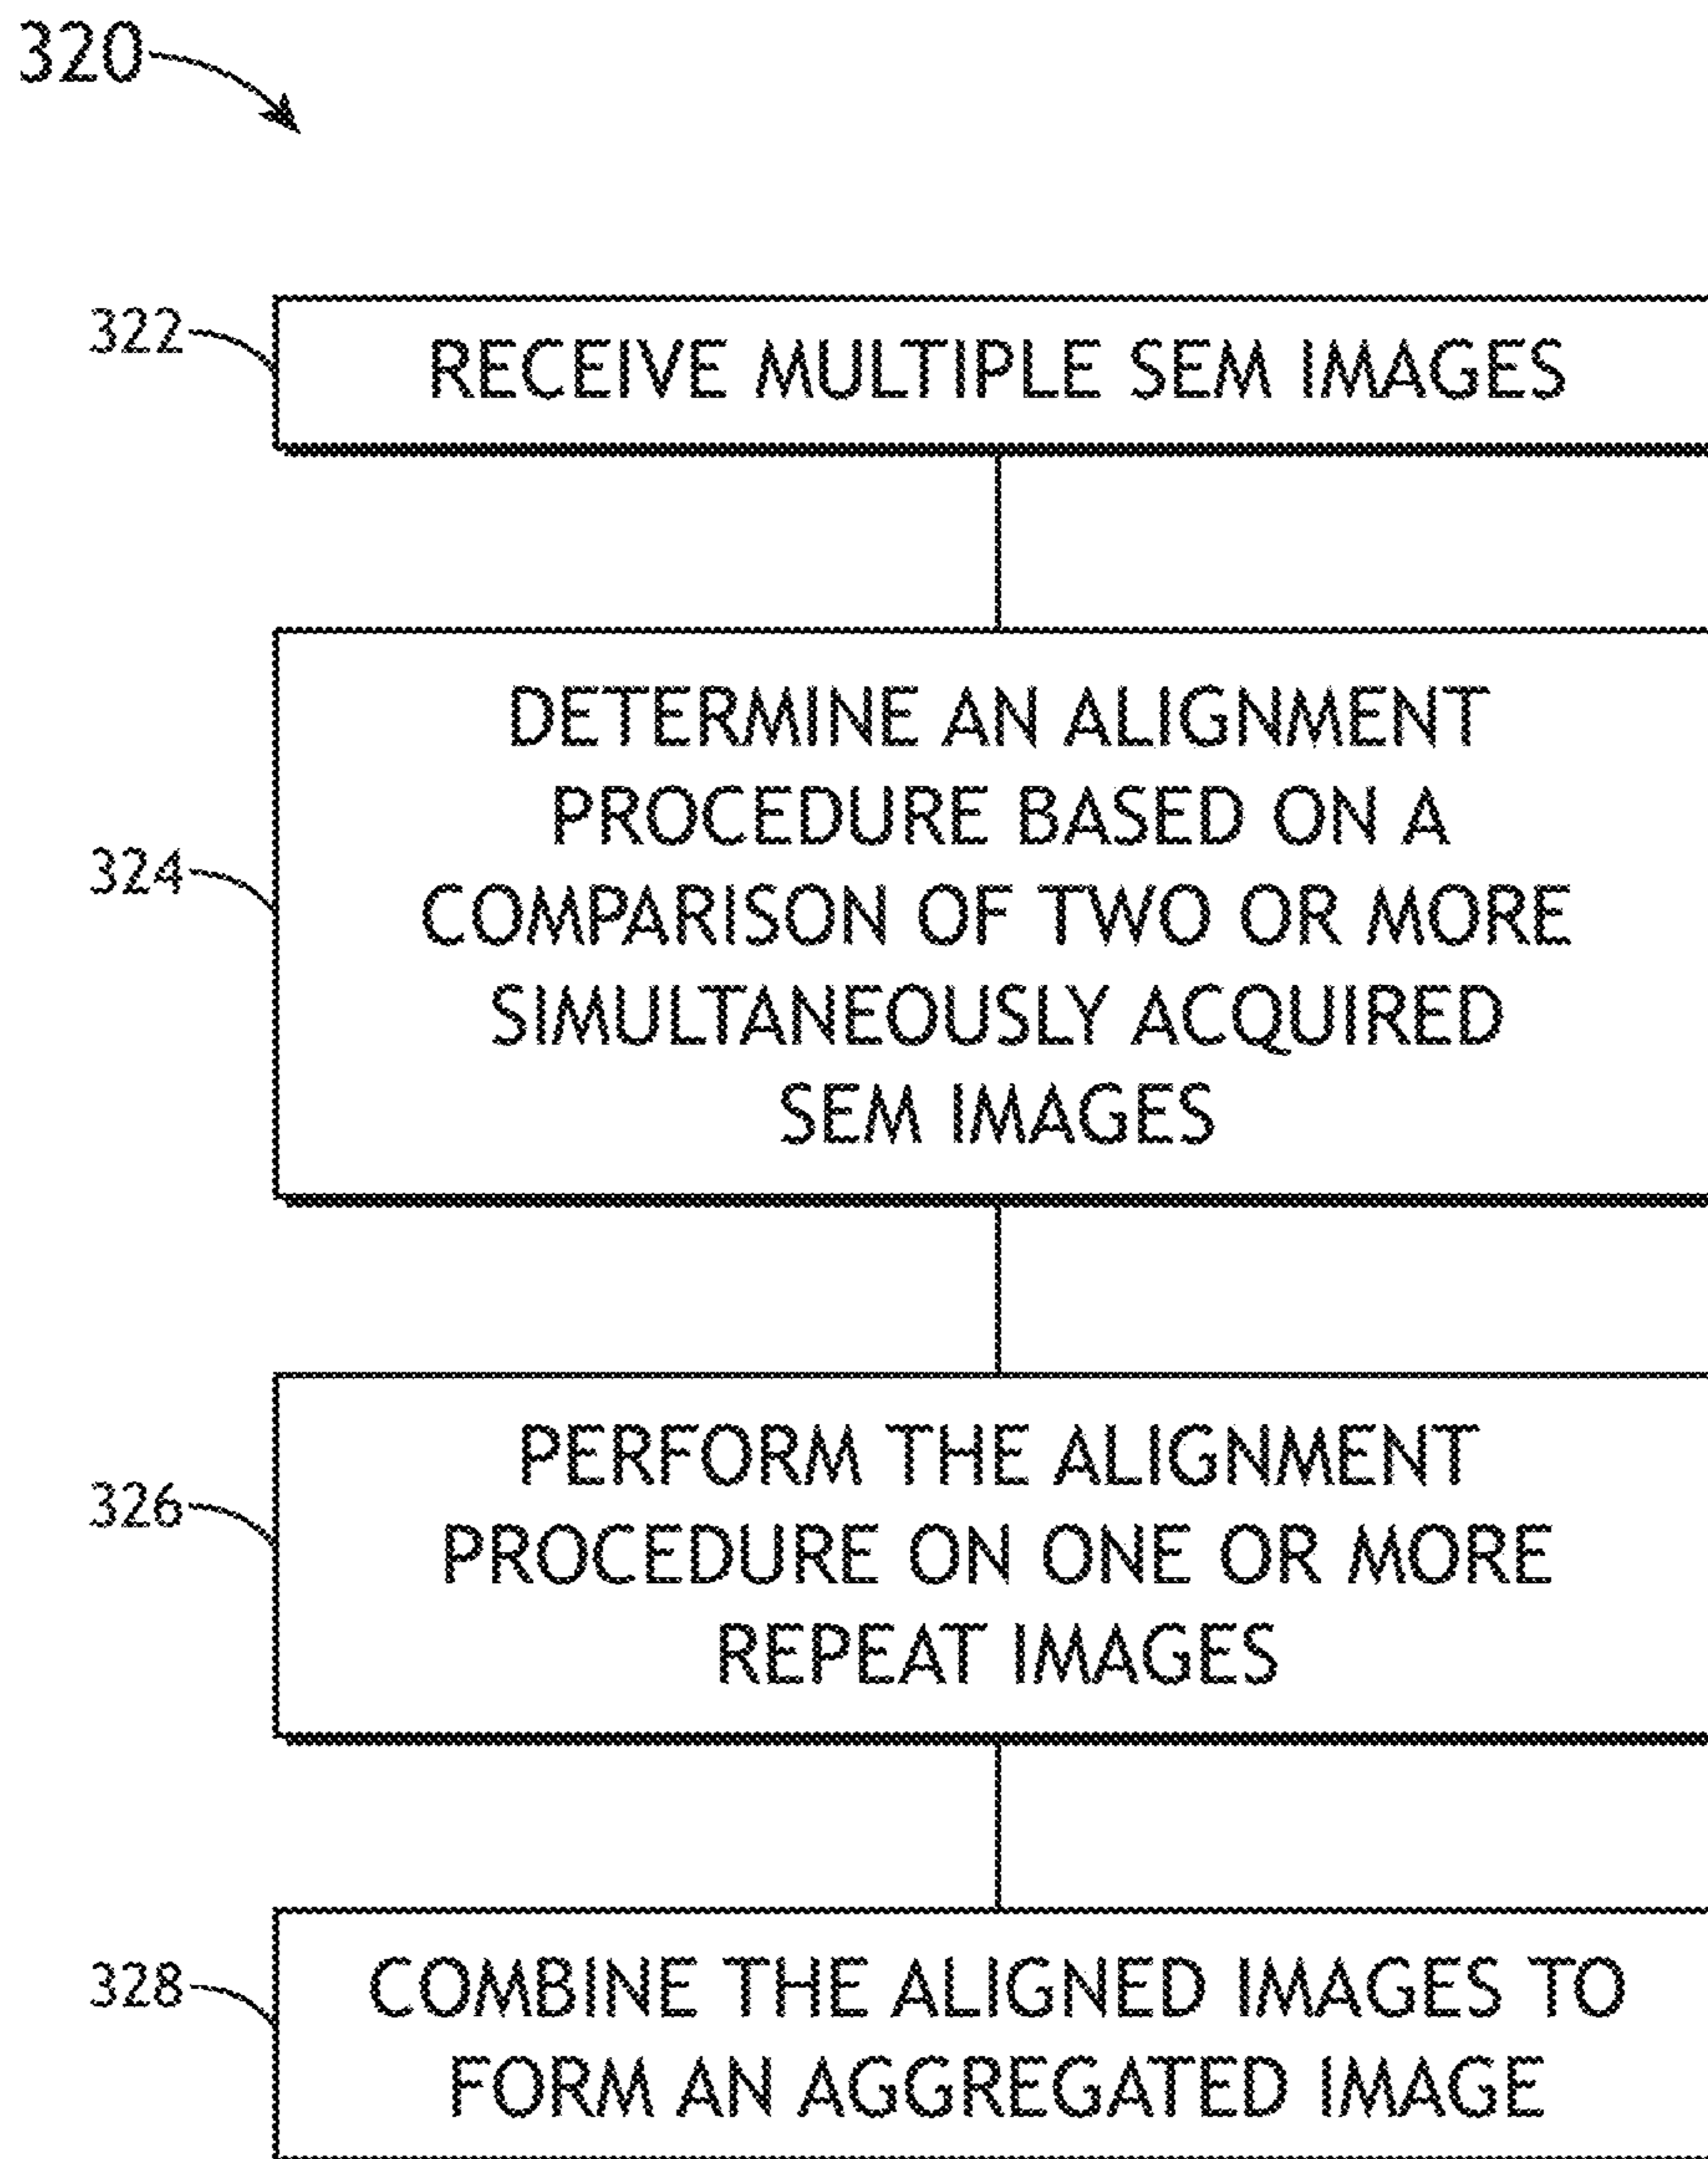 320
322
RECEIVE MULTIPLE SEM IMAGES
324
DETERMINE AN ALIGNMENT
PROCEDURE BASED ON A
COMPARISON OF TWO OR MORE
SIMULTANEOUSLY ACQUIRED
SEM IMAGES
326
PERFORM THE ALIGNMENT
PROCEDURE ON ONE OR MORE
REPEAT IMAGES
328
COMBINE THE ALIGNED IMAGES TO
FORM AN AGGREGATED IMAGE